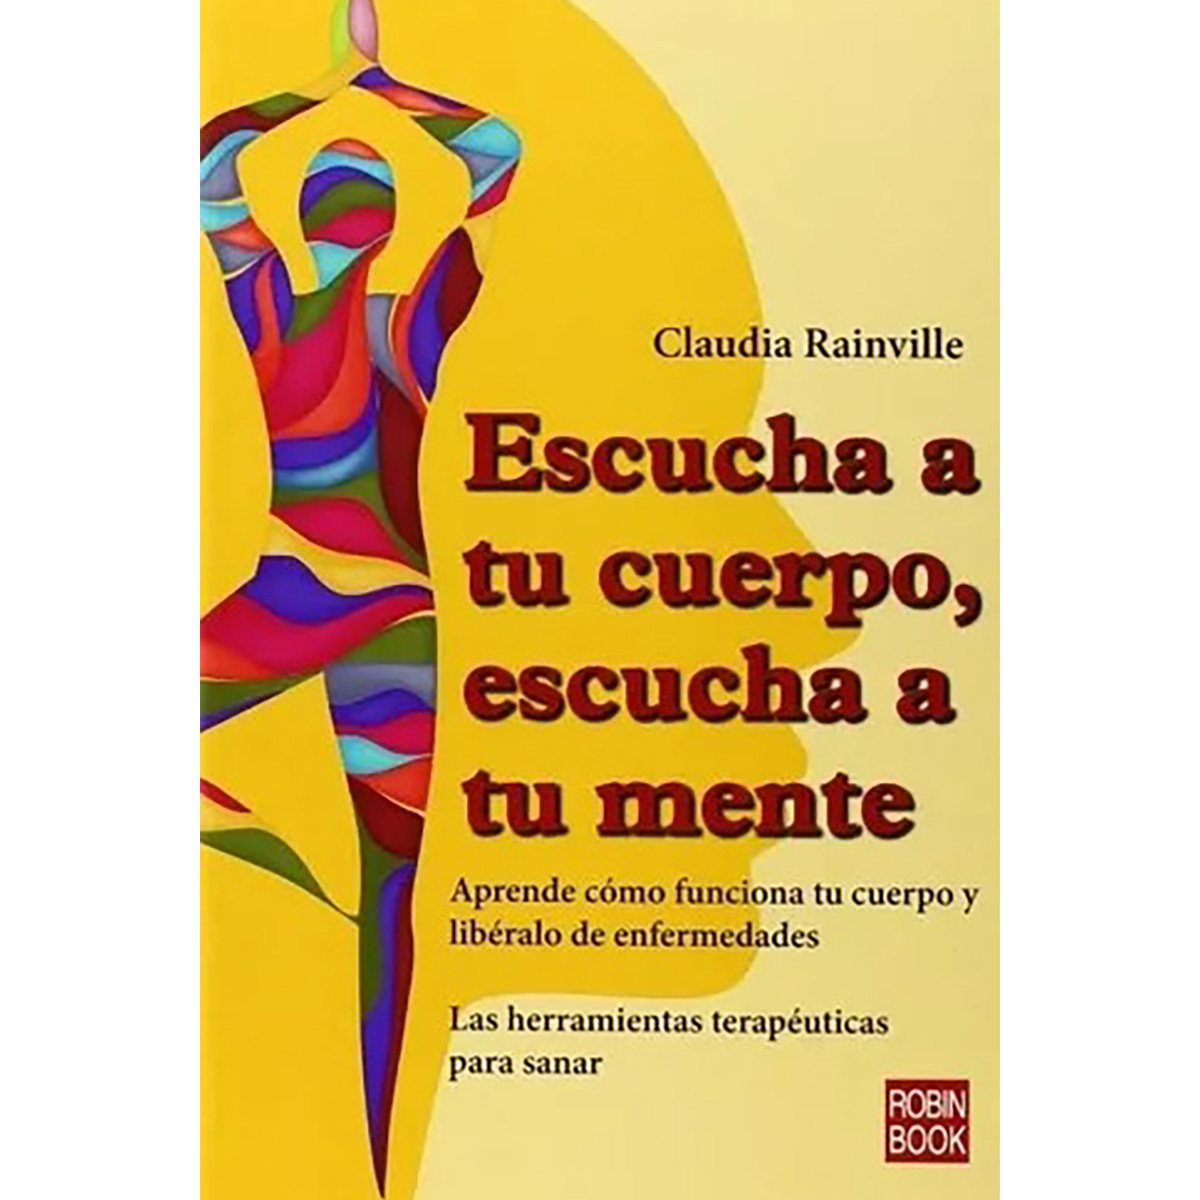 Claudia Rainville
Escucha a
tu cuerpo,
escucha a
tu mente
Aprende cómo funciona tu cuerpo y
libéralo de enfermedades
Las herramientas terapéuticas
para sanar
ROBIN
BOOK